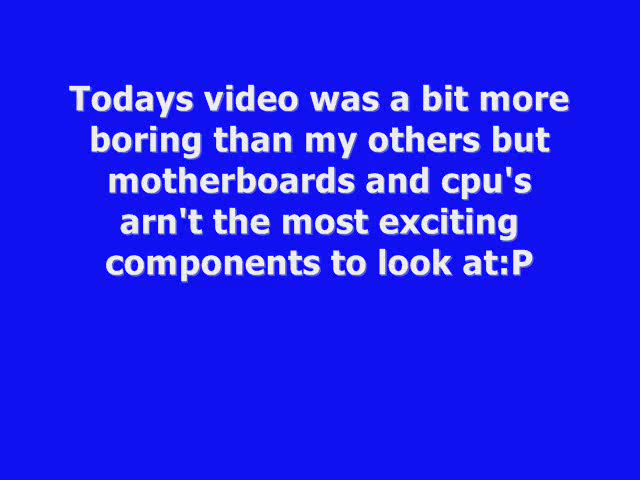 Todays video was a bit more
boring than my others but
motherboards and cpu's
arn't the most exciting
components to look at:P